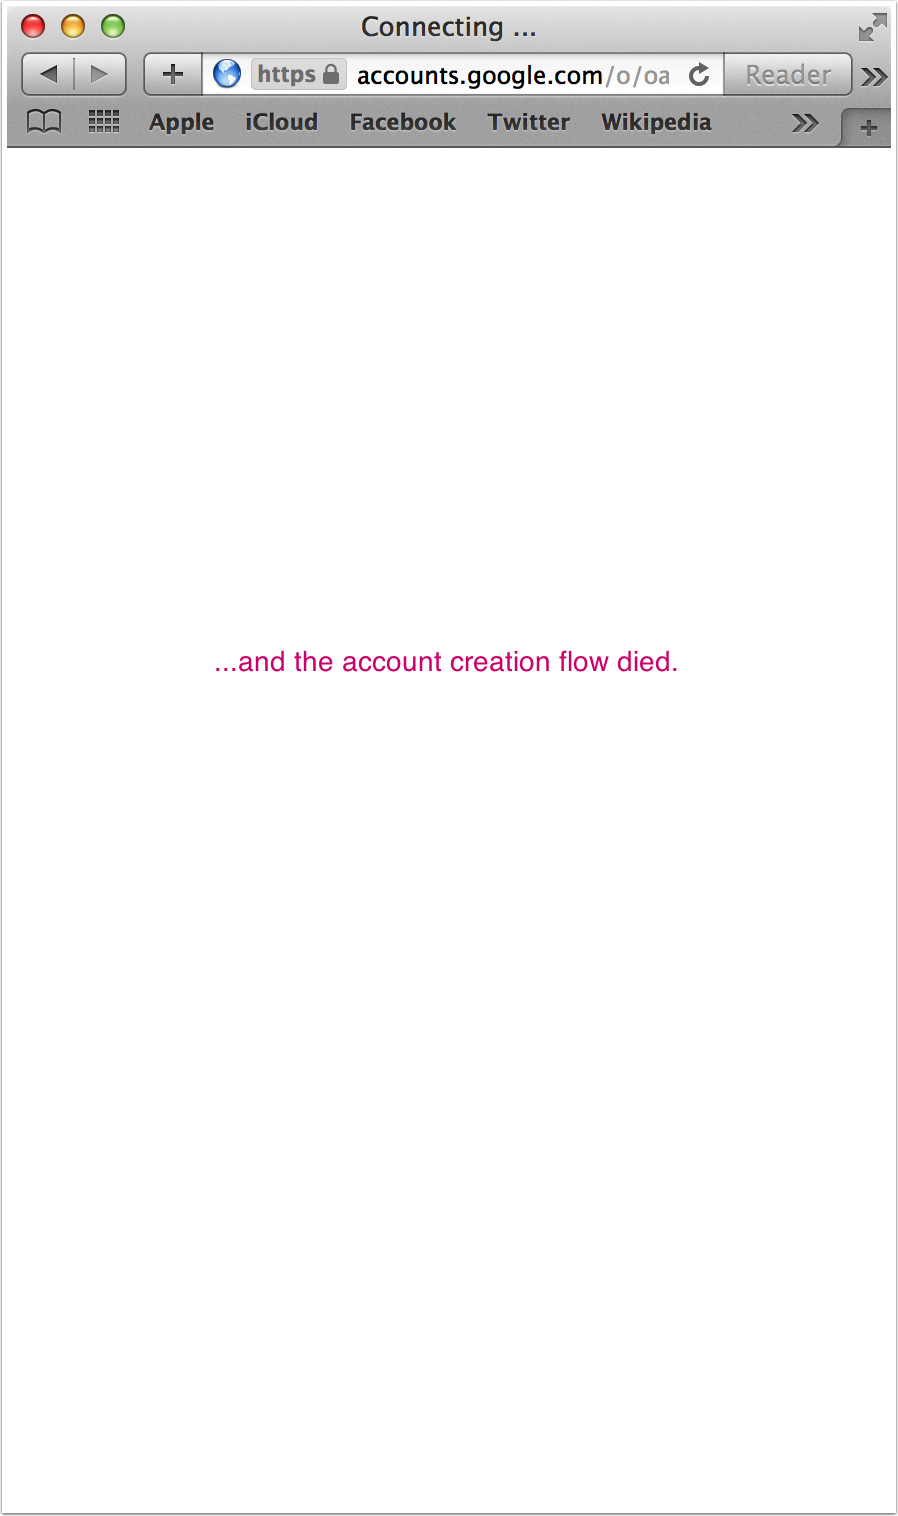 Connecting ...
https accounts.google.com/o/oa Reader
Apple iCloud Facebook Twitter Wikipedia
...and the account creation flow died.